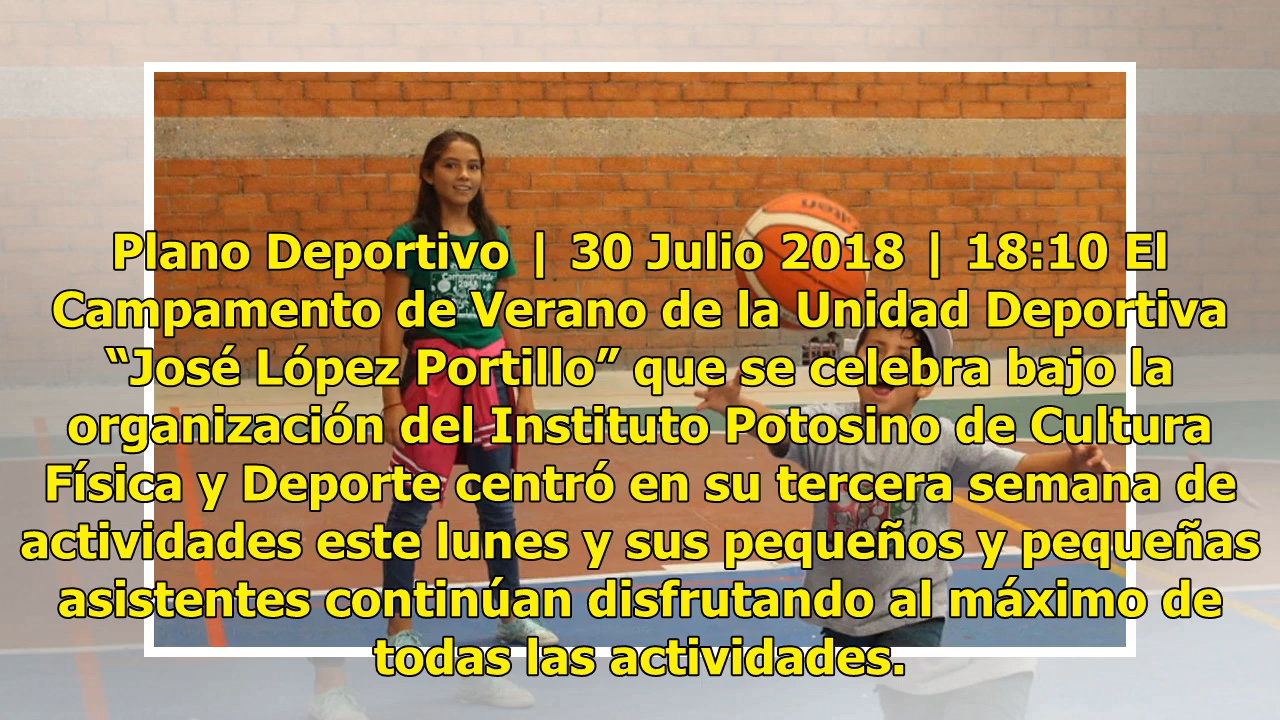 Plano Deportivo | 30 Julio 2018 | 18:10 El
Campamento de Verano de la Unidad Deportiva
“José López Portillo” que se celebra bajo la
organización del Instituto Potosino de Cultura
Física y Deporte centró en su tercera semana de
actividades este lunes y sus pequeños y pequeñas
asistentes continúan disfrutando al máximo de
todas las actividades.